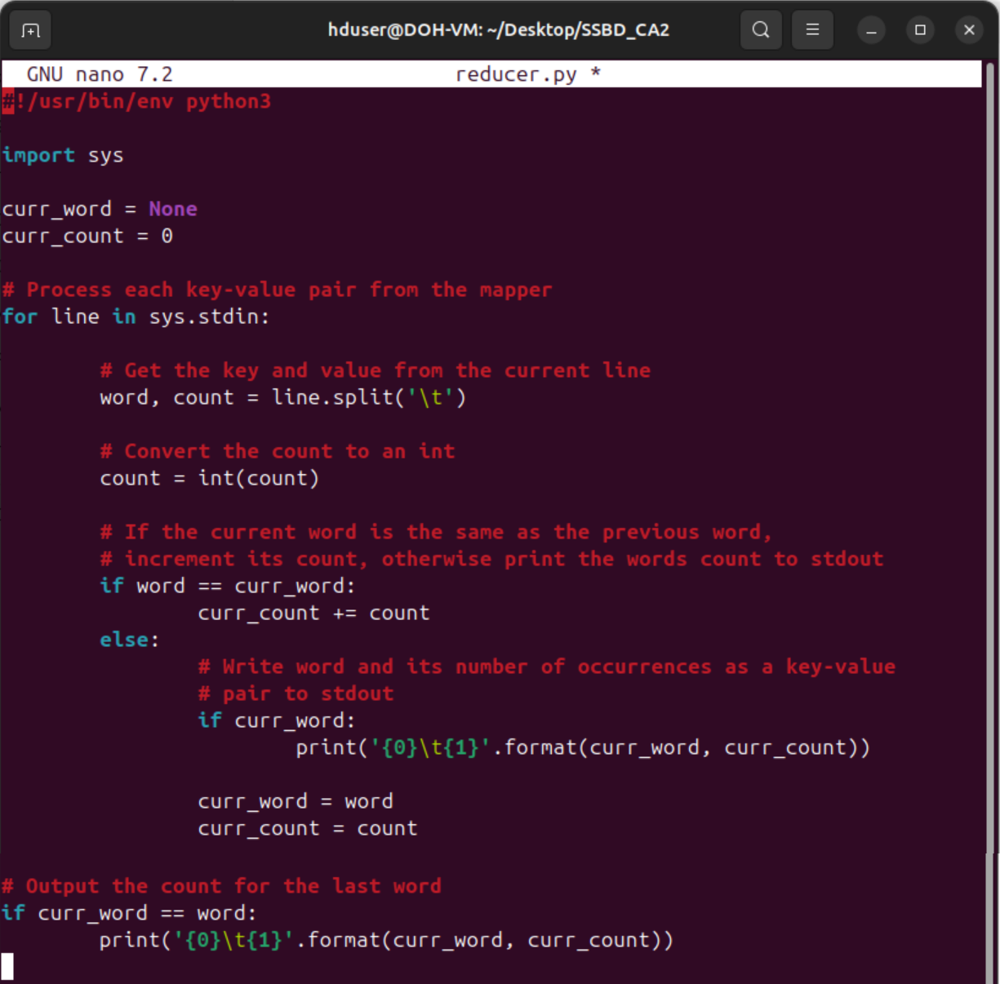 hduser@DOH-VM: ~/Desktop/SSBD_CA2
GNU nano 7.2 reducer.py *
#!/usr/bin/env python3
import sys
curr_word = None
curr_count = 0
# Process each key-value pair from the mapper
for line in sys.stdin:
# Get the key and value from the current line
word, count = line.split('\t')
# Convert the count to an int
count = int(count)
# If the current word is the same as the previous word,
# increment its count, otherwise print the words count to stdout
if word == curr_word:
curr_count += count
else:
# Write word and its number of occurrences as a key-value
# pair to stdout
if curr_word:
print('{0}\t{1}'.format(curr_word, curr_count))
curr_word = word
curr_count = count
# Output the count for the last word
if curr_word == word:
print('{0}\t{1}'.format(curr_word, curr_count))